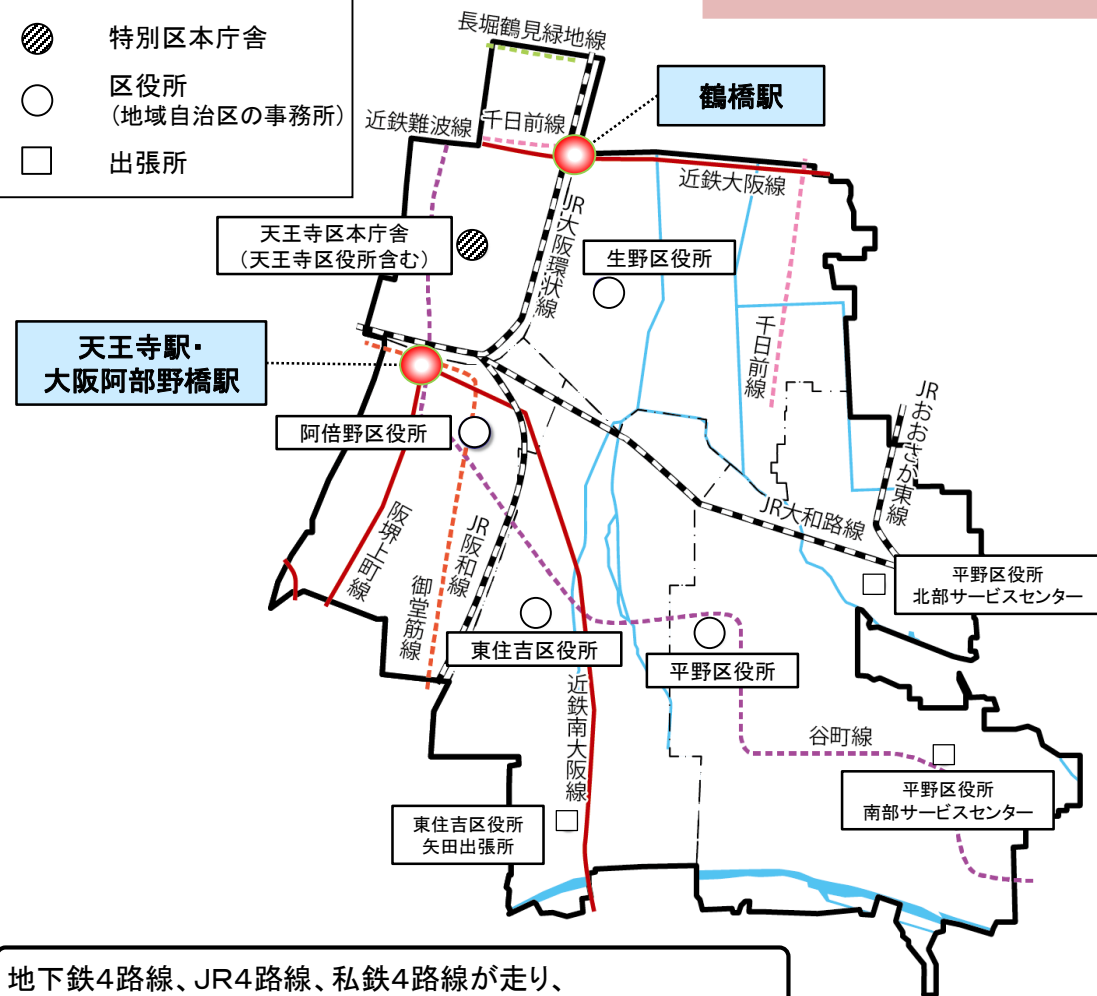 特別区本庁舎
区役所
(地域自治区の事務所)
出張所
長堀鶴見緑地線
鶴橋駅
近鉄難波線
千日前線
近鉄大阪線
JR大阪環状線
天王寺区本庁舎
(天王寺区役所含む)
生野区役所
天王寺駅・
大阪阿部野橋駅
千日前線
JRおおさか東線
阿倍野区役所
JR大和路線
阪堺上町線
JR阪和線
御堂筋線
平野区役所
北部サービスセンター
東住吉区役所
平野区役所
近鉄南大阪線
谷町線
平野区役所
南部サービスセンター
東住吉区役所
矢田出張所
地下鉄4路線、JR4路線、私鉄4路線が走り、